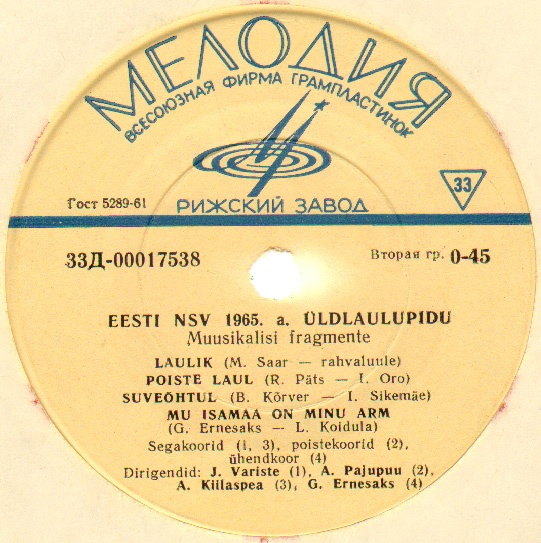 МЕЛОДИЯ
ВСЕСОЮЗНАЯ ФИРМА ГРАМПЛАСТИНОК
33
Гост 5289-61
РИЖСКИЙ ЗАВОД
33Д-00017538
Вторая гр. 0-45
EESTI NSV 1965. a. ÜLDLAULUPIDU
Muusikalisi fragmente
LAULIK (M. Saar — rahvaluule)
POISTE LAUL (R. Päts — I. Oro)
SUVEÖHTUL (B. Kõrver — I. Sikemäe)
MU ISAMAA ON MINU ARM
(G. Ernesaks — L. Koidula)
Segakoorid (1, 3), poistekoorid (2),
ühendkoor (4)
Dirigendid: J. Variste (1), A. Pajupuu (2),
A. Kiilaspea (3), G. Ernesaks (4)